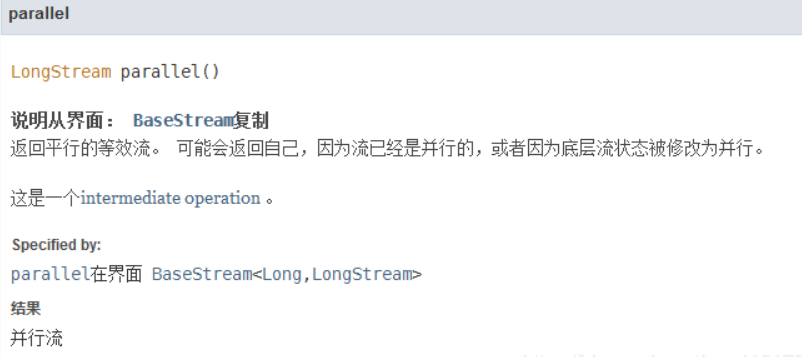 parallel
LongStream parallel()
说明从界面： BaseStream复制
返回平行的等效流。 可能会返回自己，因为流已经是并行的，或者因为底层流状态被修改为并行。
这是一个intermediate operation 。
Specified by:
parallel在界面 BaseStream<Long,LongStream>
结果
并行流